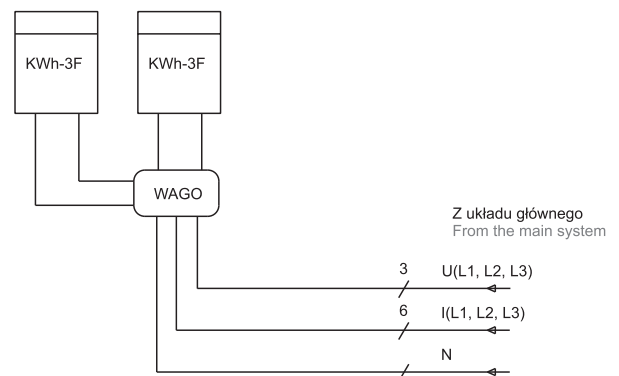 KWh-3F
KWh-3F
WAGO
Z układu głównego
From the main system
3
U(L1, L2, L3)
6
I(L1, L2, L3)
N